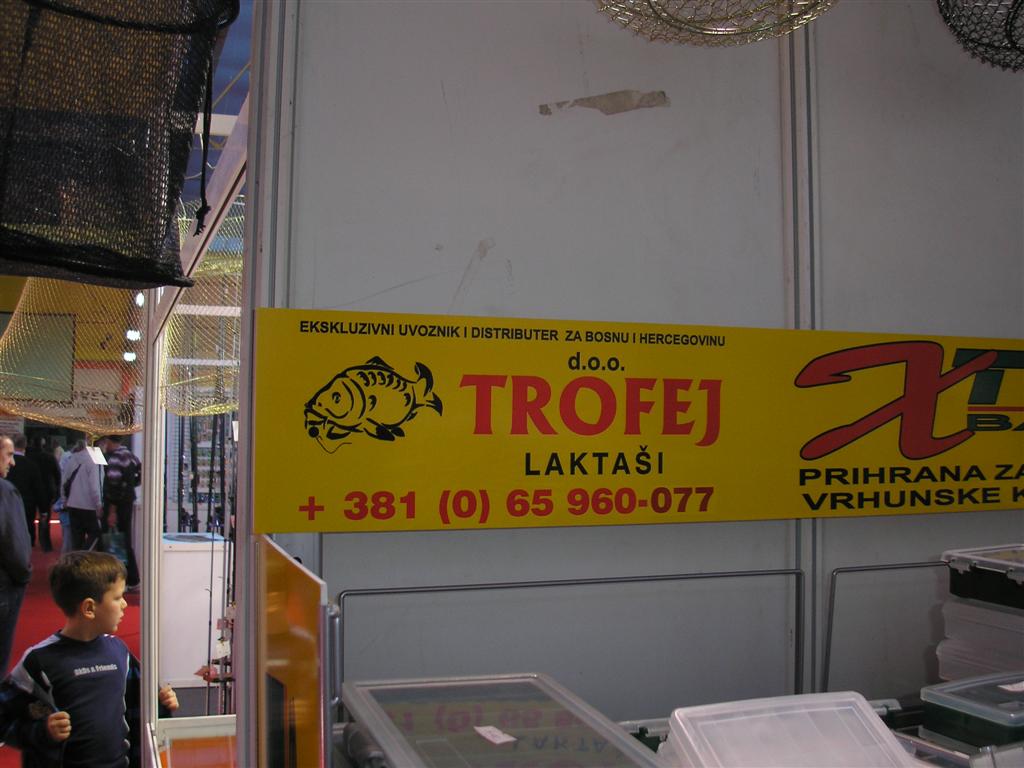 EKSKLUZIVNI UVOZNIK I DISTRIBUTER ZA BOSNU I HERCEGOVINU
d.o.o.
TROFEJ
LAKTAŠI
+ 381 (0) 65 960-077
PRIHRANA ZA
VRHUNSKE K